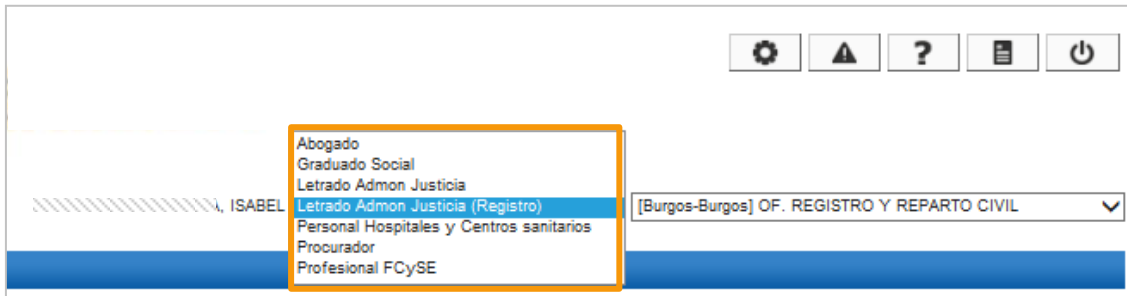 ?
Abogado
Graduado Social
Letrado Admon Justicia
, ISABEL Letrado Admon Justicia (Registro) [Burgos-Burgos] OF. REGISTRO Y REPARTO CIVIL
Personal Hospitales y Centros sanitarios
Procurador
Profesional FCySE